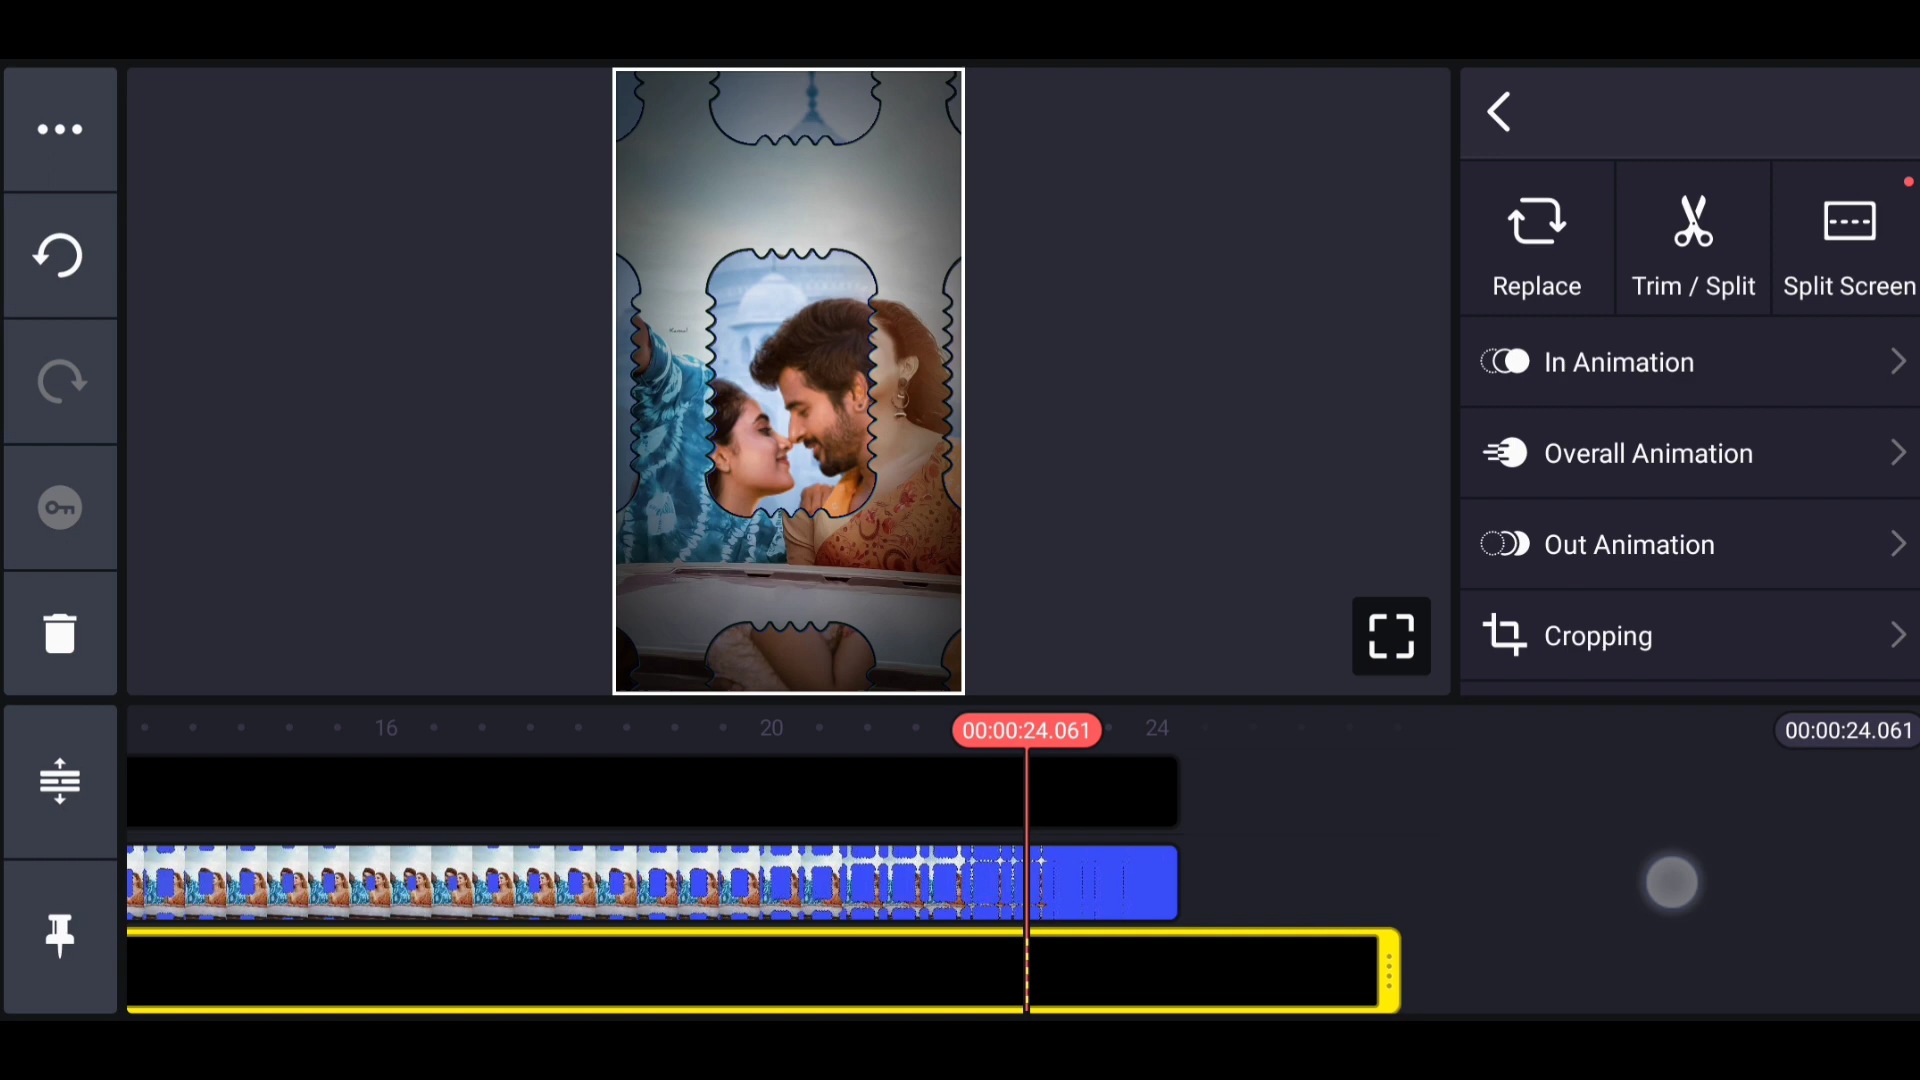 Replace
Trim / Split
Split Screen
In Animation
Overall Animation
Out Animation
Cropping
16
20
00:00:24.061
24
00:00:24.061